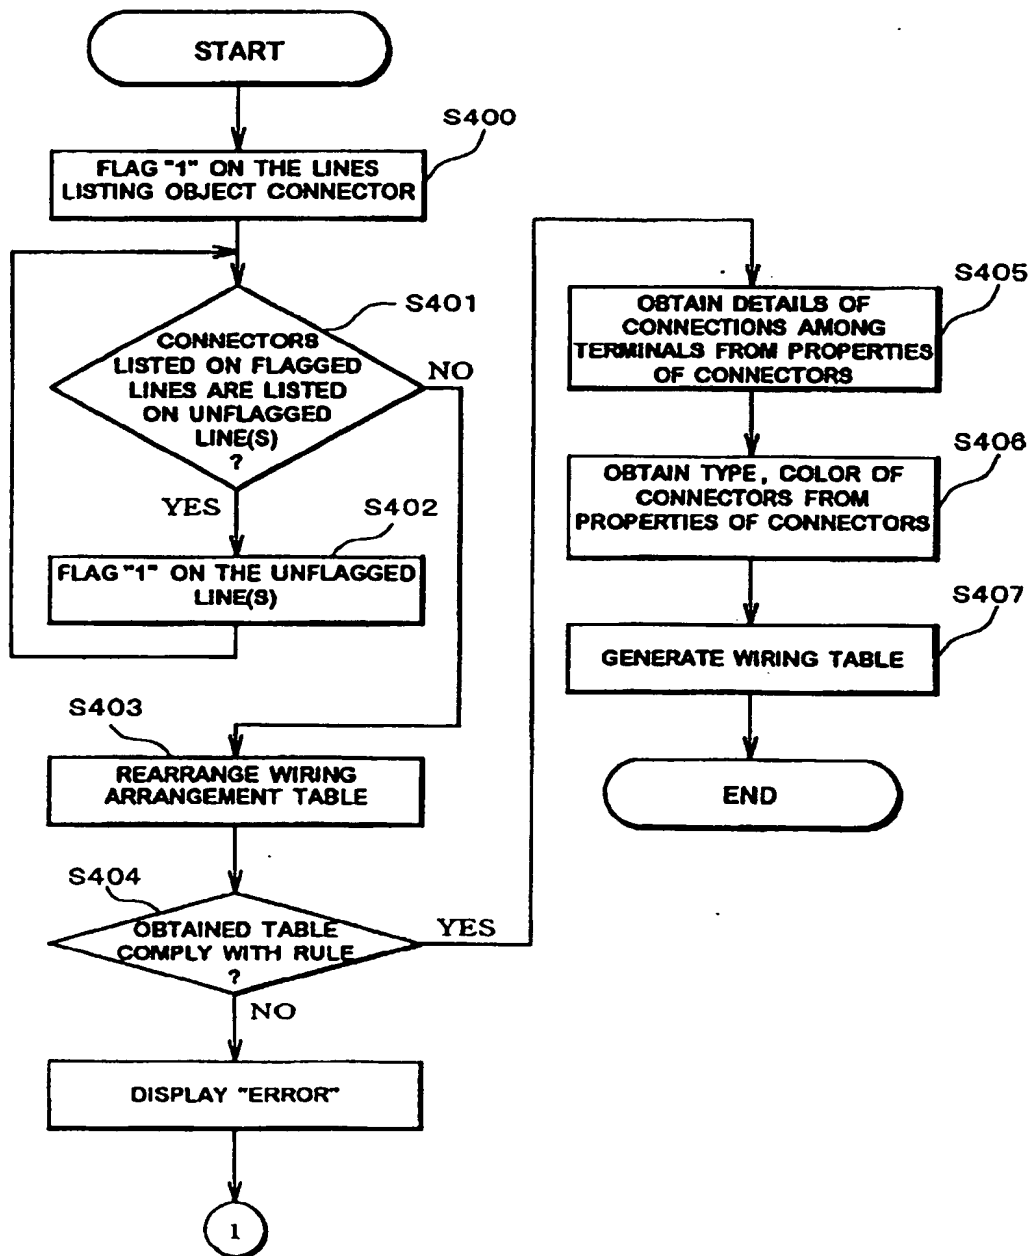 START
S400
FLAG "1" ON THE LINES
LISTING OBJECT CONNECTOR
S401
CONNECTORS
LISTED ON FLAGGED
LINES ARE LISTED
ON UNFLAGGED
LINE(S)
?
NO
YES
S402
FLAG "1" ON THE UNFLAGGED
LINE(S)
S403
REARRANGE WIRING
ARRANGEMENT TABLE
S404
OBTAINED TABLE
COMPLY WITH RULE
?
YES
NO
DISPLAY "ERROR"
1
S405
OBTAIN DETAILS OF
CONNECTIONS AMONG
TERMINALS FROM PROPERTIES
OF CONNECTORS
S406
OBTAIN TYPE, COLOR OF
CONNECTORS FROM
PROPERTIES OF CONNECTORS
S407
GENERATE WIRING TABLE
END